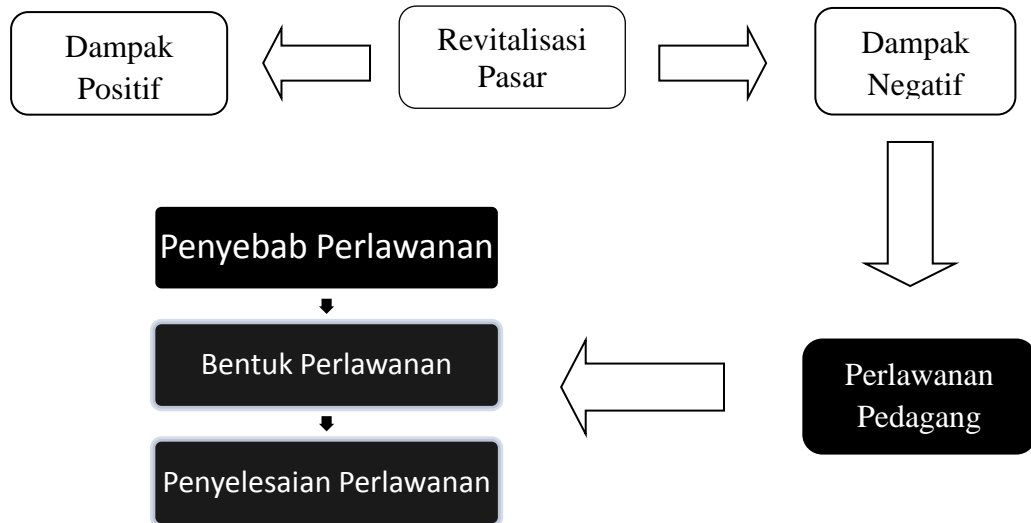 Dampak
Positif
Revitalisasi
Pasar
Dampak
Negatif
Penyebab Perlawanan
Bentuk Perlawanan
Penyelesaian Perlawanan
Perlawanan
Pedagang